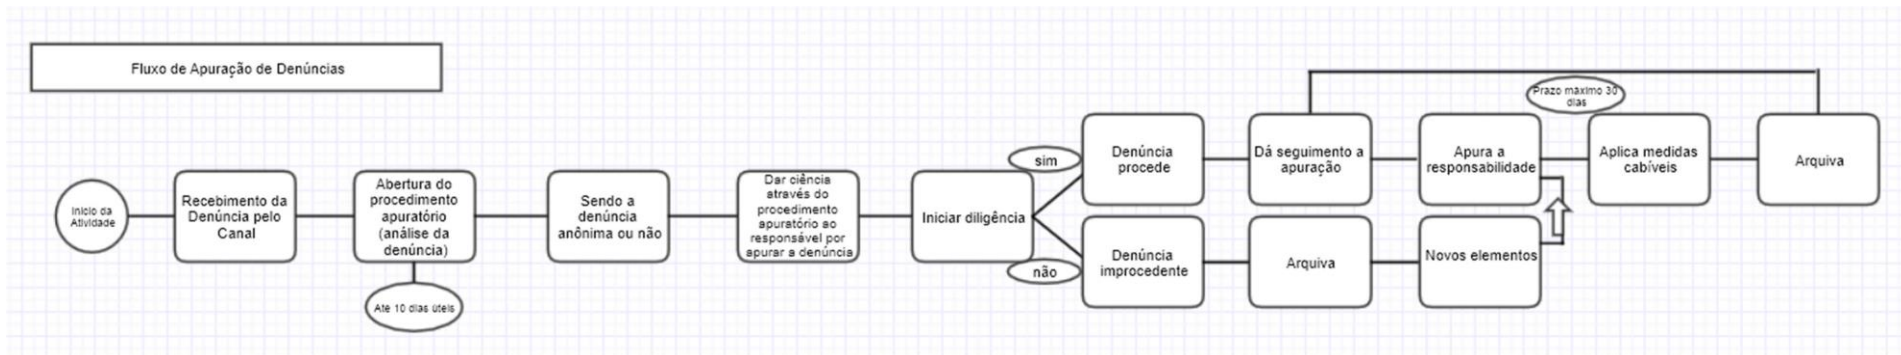 Fluxo de Apuração de Denúncias
Início da
Atividade
Recebimento da
Denúncia pelo
Canal
Abertura do
procedimento
apuratório
(análise da
denúncia)
Até 10 dias úteis
Sendo a
denúncia
anônima ou não
Dar ciência
através do
procedimento
apuratório ao
responsável por
apurar a denúncia
Iniciar diligência
sim
Denúncia
procede
Dá seguimento a
apuração
Apura a
responsabilidade
Prazo máximo 30
dias
Aplica medidas
cabíveis
Arquiva
não
Denúncia
improcedente
Arquiva
Novos elementos